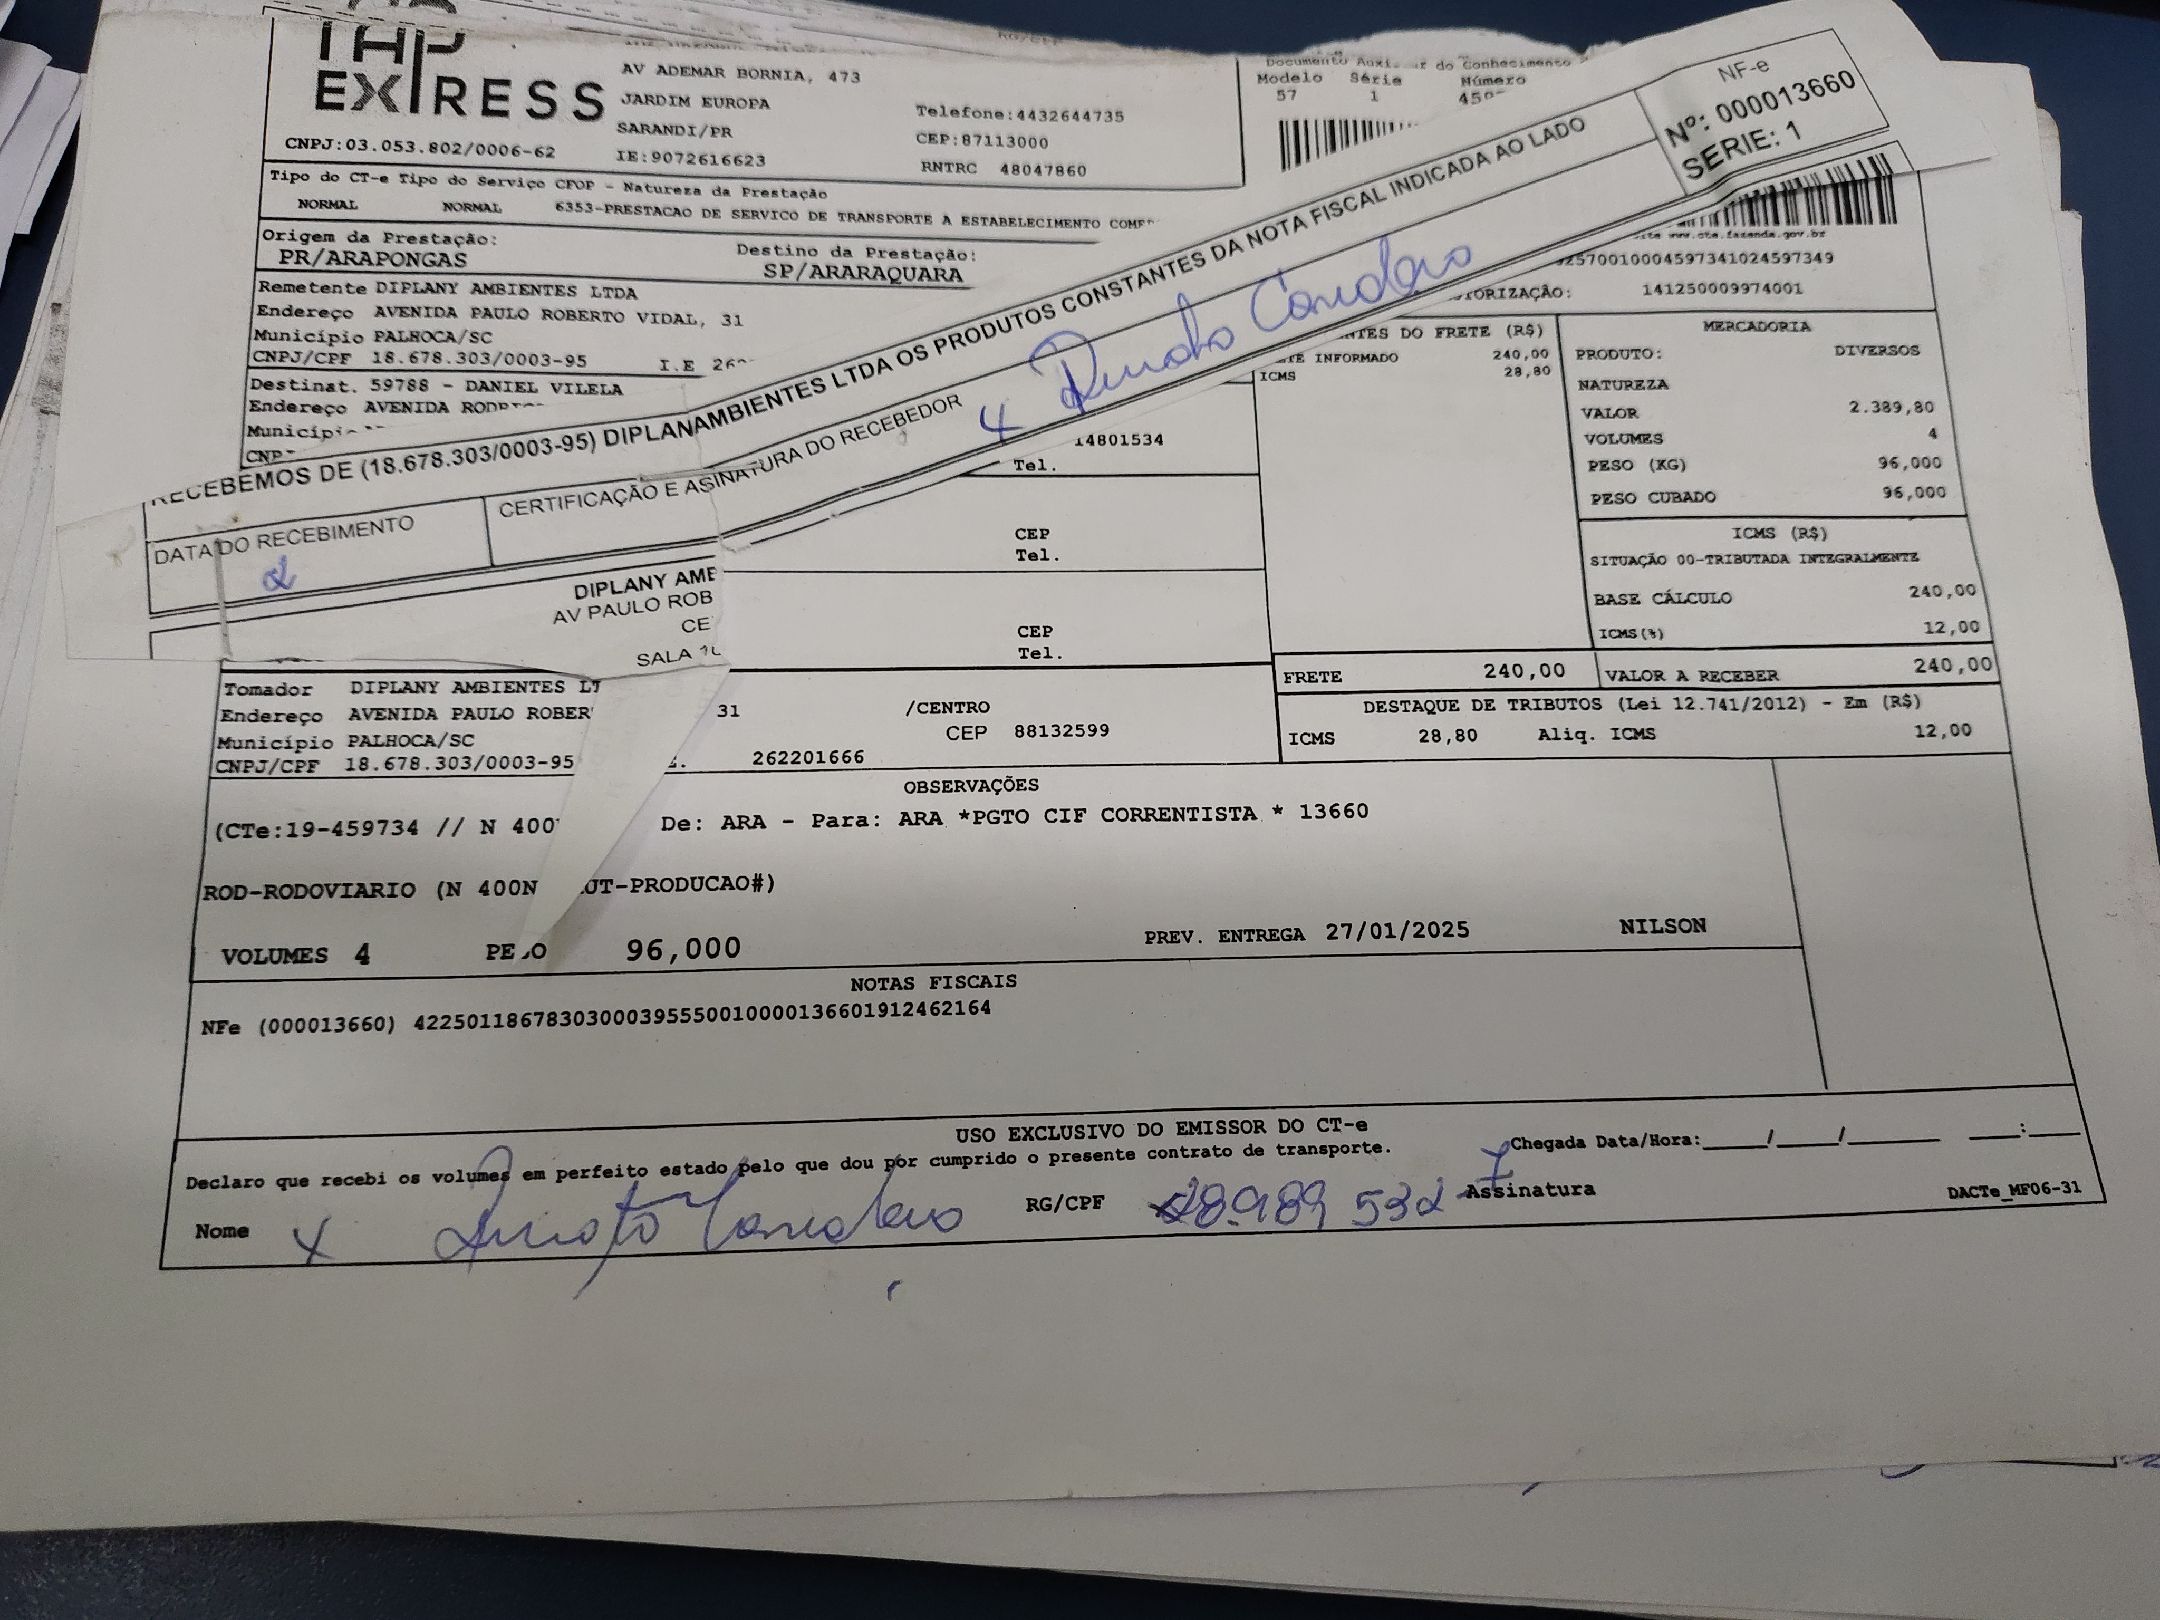 EXPRESS
AV ADEMAR BORNIA, 473
JARDIM EUROPA
SARANDI/PR
IE:9072616623
CNPJ:03.053.802/0006-62
Telefone:4432644735
CEP:87113000
RNTRC 48047860
Modelo Série Número
57 1
Tipo do CT-e Tipo do Serviço CFOP - Natureza da Prestação
NORMAL NORMAL 6353-PRESTACAO DE SERVICO DE TRANSPORTE A ESTABELECIMENTO
Origem da Prestação:
PR/ARAPONGAS
Destino da Prestação:
SP/ARARAQUARA
Remetente DIPLANY AMBIENTES LTDA
Endereço AVENIDA PAULO ROBERTO VIDAL, 31
Município PALHOCA/SC
CNPJ/CPF 18.678.303/0003-95 I.E
Destinat. 59788 - DANIEL VILELA
Endereço AVENIDA
NF-e
Nº: 000013660
SERIE: 1
RECEBEMOS DE (18.678.303/0003-95) DIPLANAMBIENTES LTDA OS PRODUTOS CONSTANTES DA NOTA FISCAL INDICADA AO LADO
DATA DO RECEBIMENTO
CERTIFICAÇÃO E ASINATURA DO RECEBEDOR
DIPLANY AMB
AV PAULO ROB
SALA
141250009974001
FRETE (R$)
INFORMADO 240,00
ICMS 28,80
MERCADORIA
PRODUTO: DIVERSOS
NATUREZA
VALOR 2.389,80
VOLUMES 4
PESO (KG) 96,000
PESO CUBADO 96,000
ICMS (R$)
SITUAÇÃO 00-TRIBUTADA INTEGRALMENTE
BASE CÁLCULO 240,00
ICMS(%) 12,00
14801534
Tel.
CEP
Tel.
CEP
Tel.
FRETE 240,00 VALOR A RECEBER 240,00
DESTAQUE DE TRIBUTOS (Lei 12.741/2012) - Em (R$)
ICMS 28,80 Aliq. ICMS 12,00
Tomador DIPLANY AMBIENTES
Endereço AVENIDA PAULO 31 /CENTRO
Município PALHOCA/SC CEP 88132599
CNPJ/CPF 18.678.303/0003-95 262201666
OBSERVAÇÕES
(CTe:19-459734 // N 400 De: ARA - Para: ARA *PGTO CIF CORRENTISTA * 13660
ROD-RODOVIARIO (N 400N UT-PRODUCAO#)
VOLUMES 4 PESO 96,000 PREV. ENTREGA 27/01/2025 NILSON
NOTAS FISCAIS
NFe (000013660) 42250118678303000395550010000136601912462164
USO EXCLUSIVO DO EMISSOR DO CT-e
Declaro que recebi os volumes em perfeito estado pelo que dou por cumprido o presente contrato de transporte. Chegada Data/Hora:
Nome RG/CPF 28.989 532 Assinatura
DACTe_MF06-31